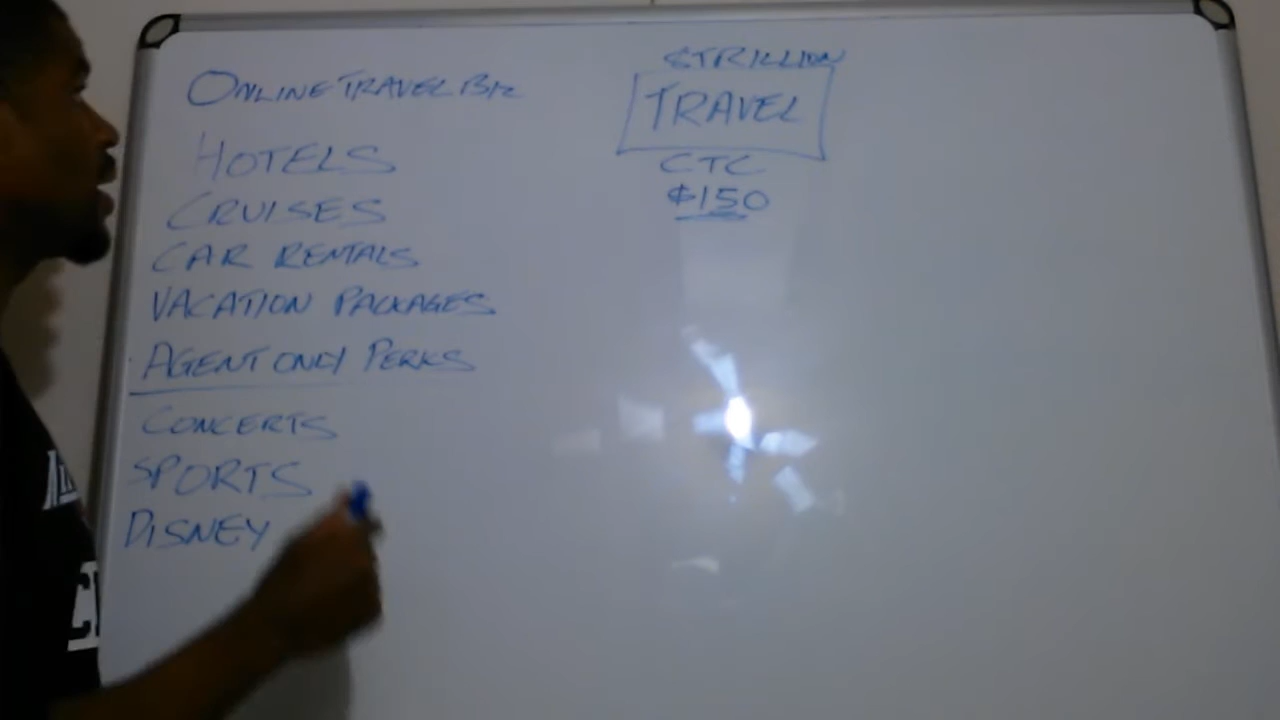 ONLINE TRAVEL BIZ
HOTELS
CRUISES
CAR RENTALS
VACATION PACKAGES
AGENT ONLY PERKS
CONCERTS
SPORTS
DISNEY
TRILLION
TRAVEL
CTC
$150